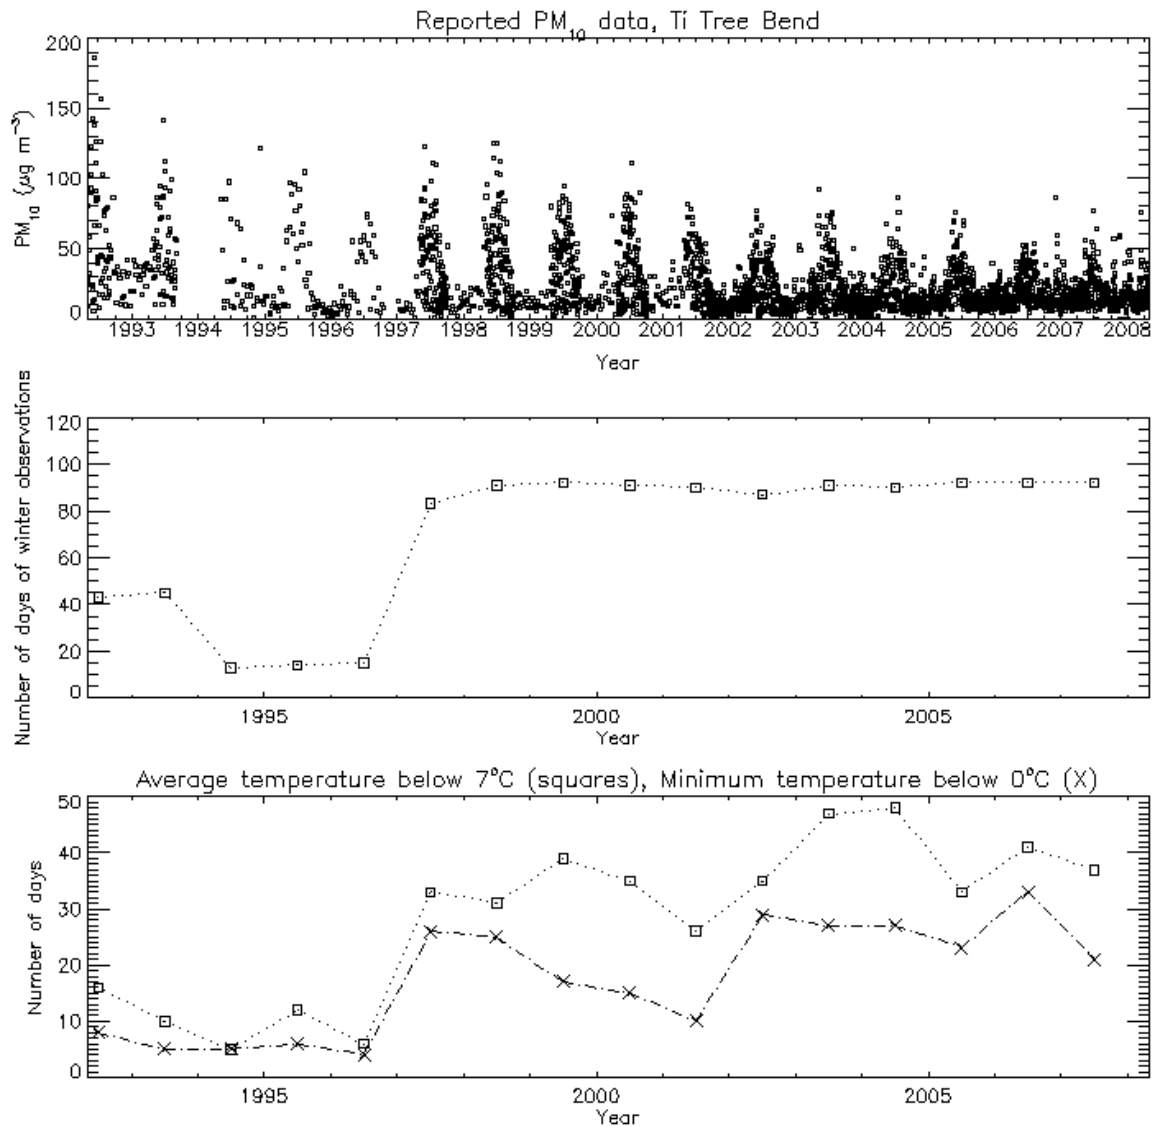 Reported PM₁₀ data, Ti Tree Bend
200
150
100
50
0
PM₁₀ (μg m⁻³)
1993 1994 1995 1996 1997 1998 1999 2000 2001 2002 2003 2004 2005 2006 2007 2008
Year
Number of days of winter observations
120
100
80
60
40
20
0
1995 2000 2005
Year
Average temperature below 7°C (squares), Minimum temperature below 0°C (X)
Number of days
50
40
30
20
10
0
1995 2000 2005
Year